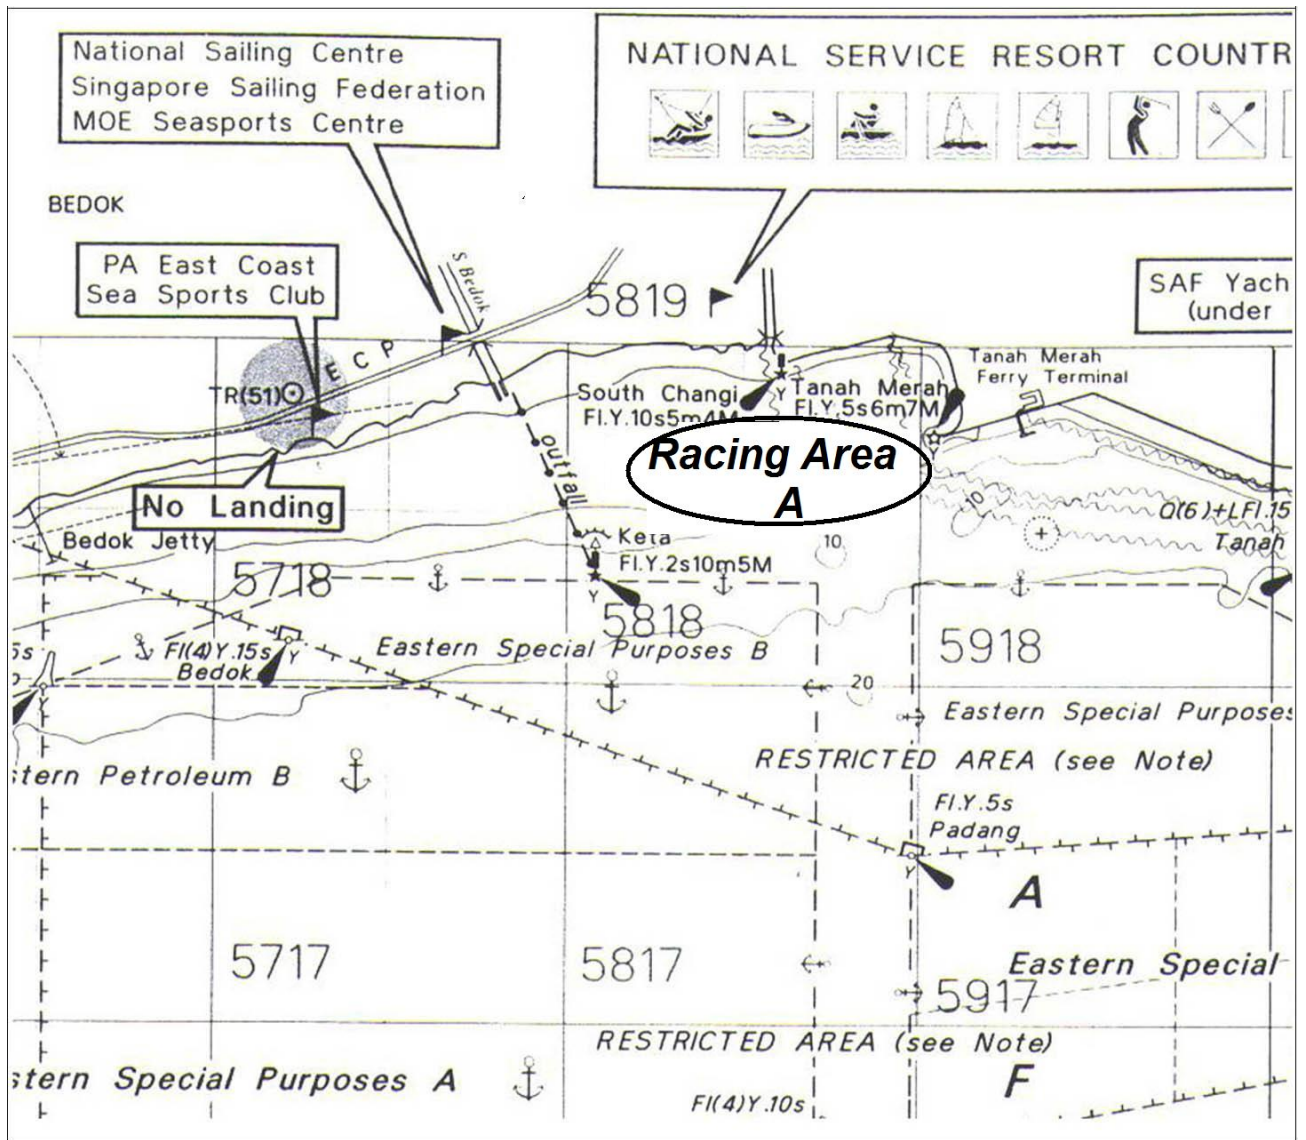 National Sailing Centre
Singapore Sailing Federation
MOE Seasports Centre
NATIONAL SERVICE RESORT COUNTR
BEDOK
PA East Coast
Sea Sports Club
S Bedok
5819
SAF Yach
(under
E C P
TR(51)
South Changi
Fl.Y.10s5m4M
Tanah Merah
Fl.Y.5s6m7M
Tanah Merah
Ferry Terminal
Racing Area
A
outfall
No Landing
Bedok Jetty
Keta
Fl.Y.2s10m5M
10
10
Q(6)+LFl.15
Tanah
5718
5818
5918
Fl(4)Y.15s
Bedok
Eastern Special Purposes B
20
Eastern Special Purposes
stern Petroleum B
RESTRICTED AREA (see Note)
Fl.Y.5s
Padang
Y
Y
Y
Y
Y
Y
A
5717
5817
5917
Eastern Special
RESTRICTED AREA (see Note)
F
stern Special Purposes A
Fl(4)Y.10s